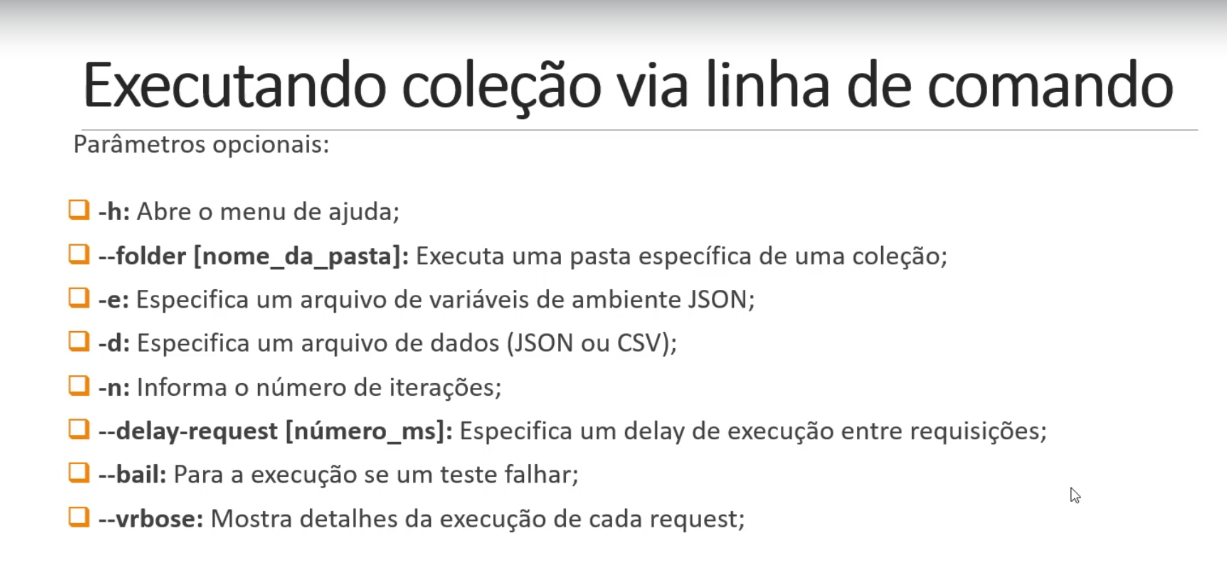 Executando coleção via linha de comando
Parâmetros opcionais:
-h: Abre o menu de ajuda;
--folder [nome_da_pasta]: Executa uma pasta específica de uma coleção;
-e: Especifica um arquivo de variáveis de ambiente JSON;
-d: Especifica um arquivo de dados (JSON ou CSV);
-n: Informa o número de iterações;
--delay-request [número_ms]: Especifica um delay de execução entre requisições;
--bail: Para a execução se um teste falhar;
--vrbose: Mostra detalhes da execução de cada request;